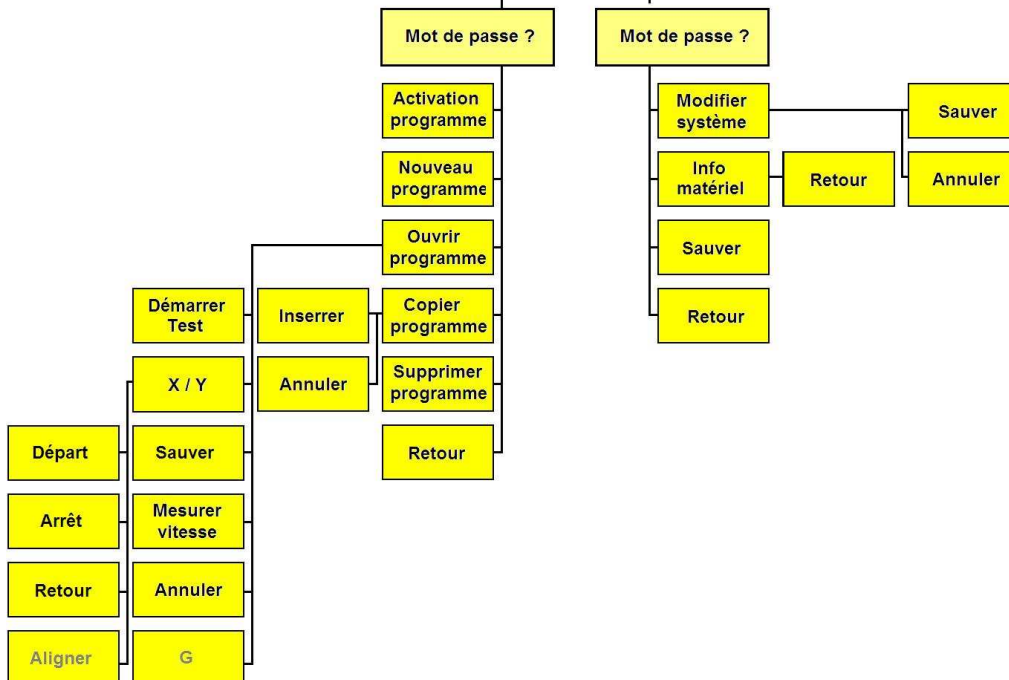 Mot de passe ?
Mot de passe ?
Activation
programme
Modifier
système
Sauver
Nouveau
programme
Info
matériel
Retour
Annuler
Ouvrir
programme
Sauver
Démarrer
Test
Inserrer
Copier
programme
Retour
X / Y
Annuler
Supprimer
programme
Départ
Sauver
Retour
Arrêt
Mesurer
vitesse
Retour
Annuler
Aligner
G